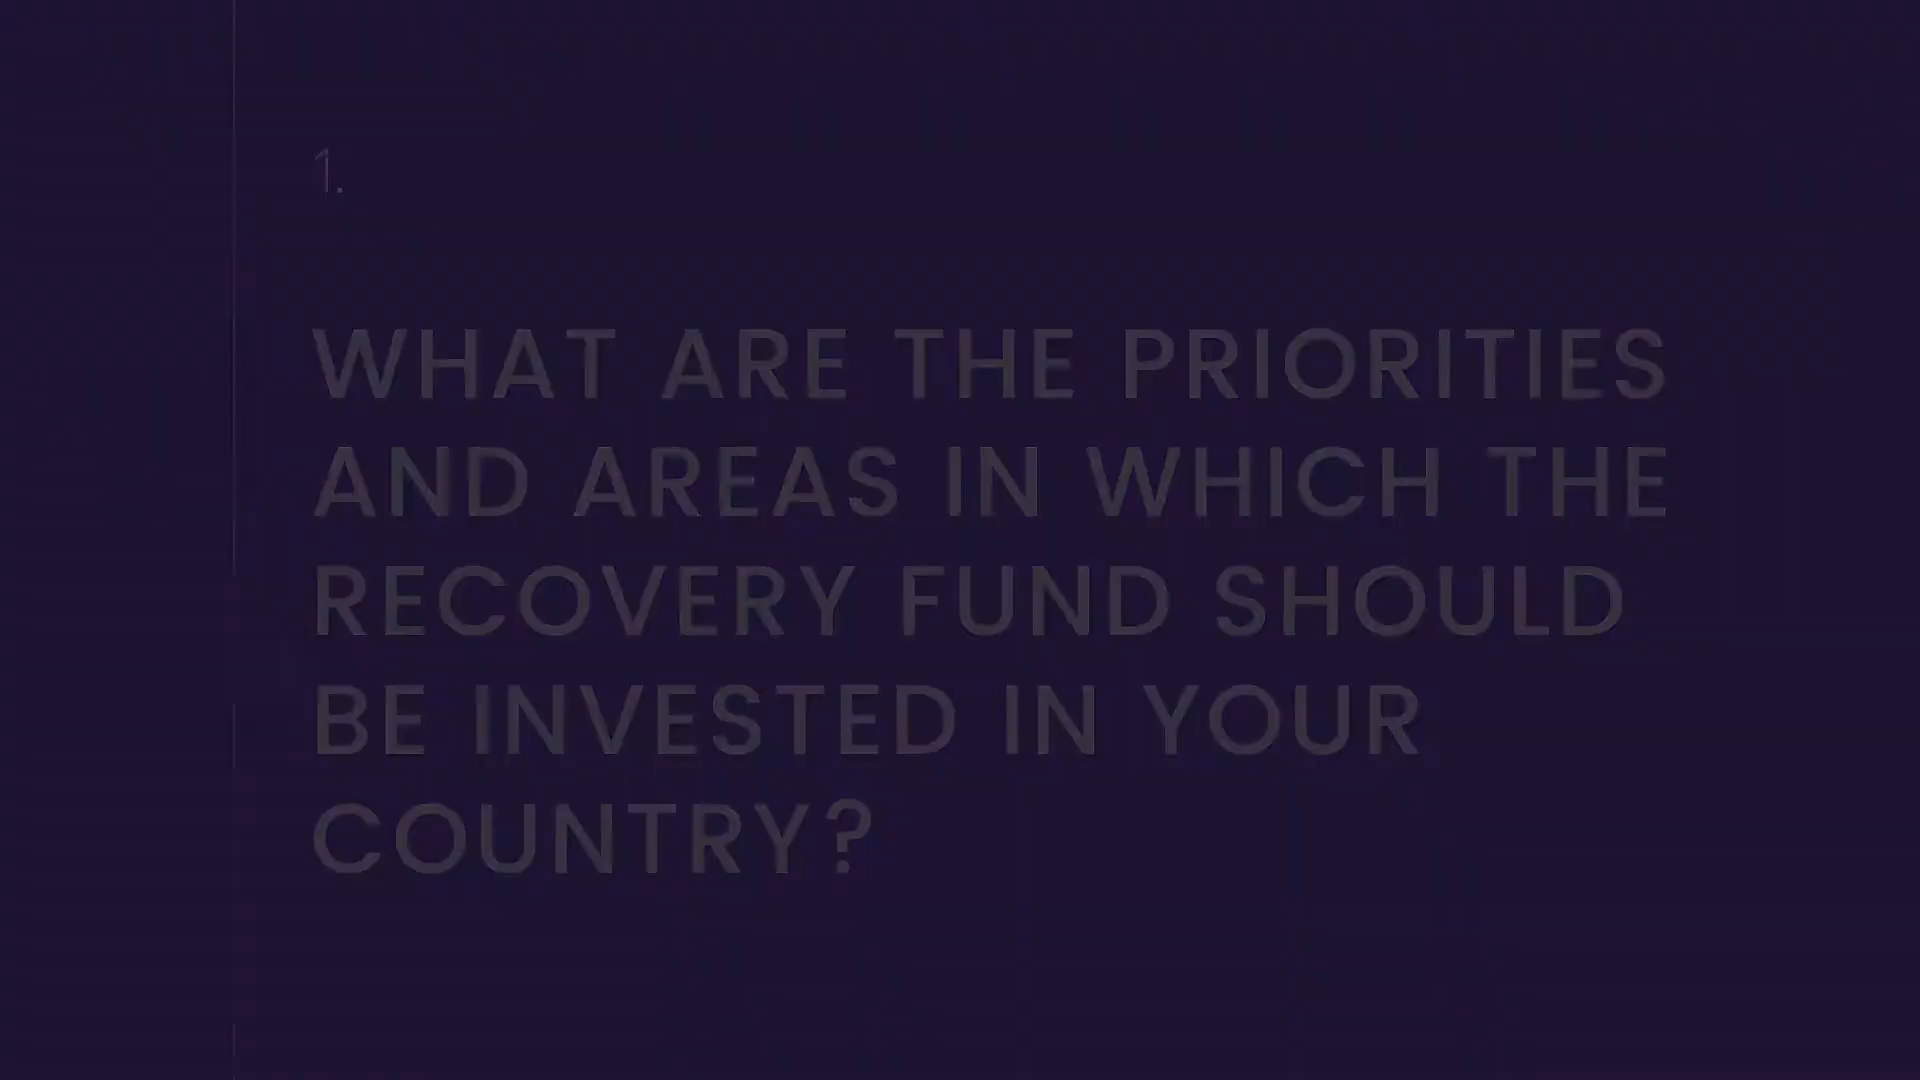 1.
WHAT ARE THE PRIORITIES
AND AREAS IN WHICH THE
RECOVERY FUND SHOULD
BE INVESTED IN YOUR
COUNTRY?